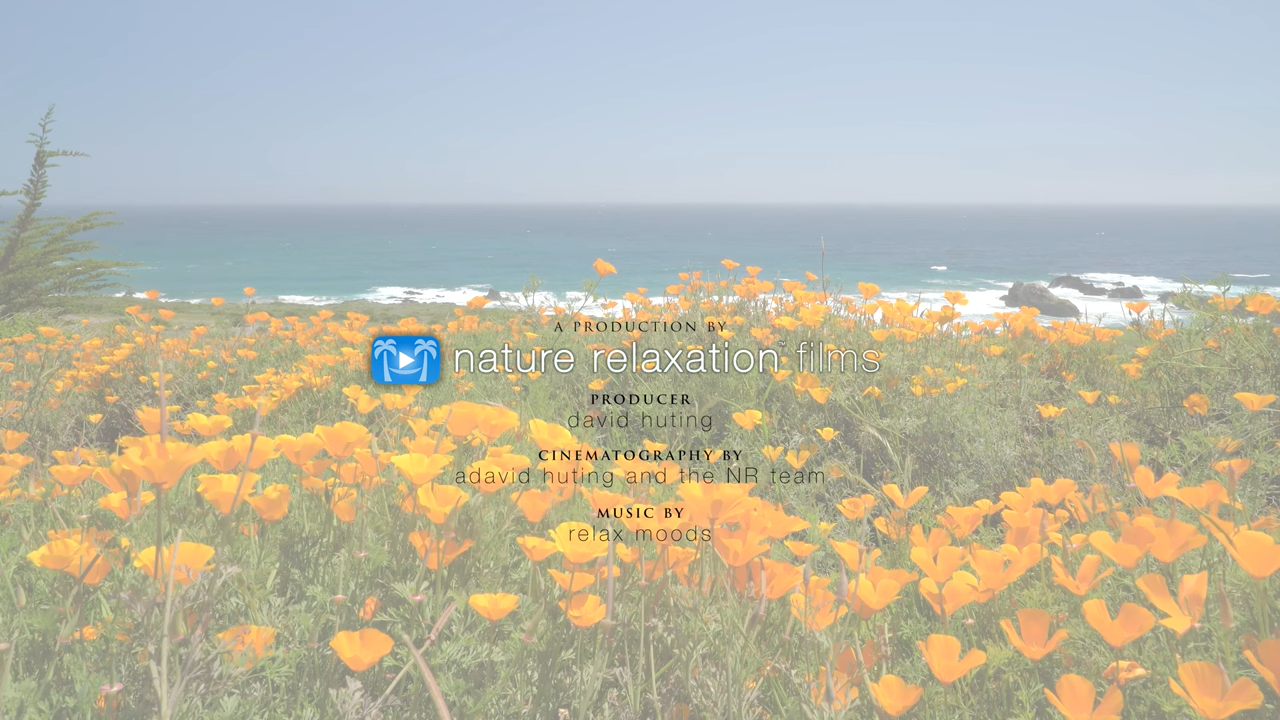 A PRODUCTION BY
nature relaxation™ films
PRODUCER
david huting
CINEMATOGRAPHY BY
adavid huting and the NR team
MUSIC BY
relax moods